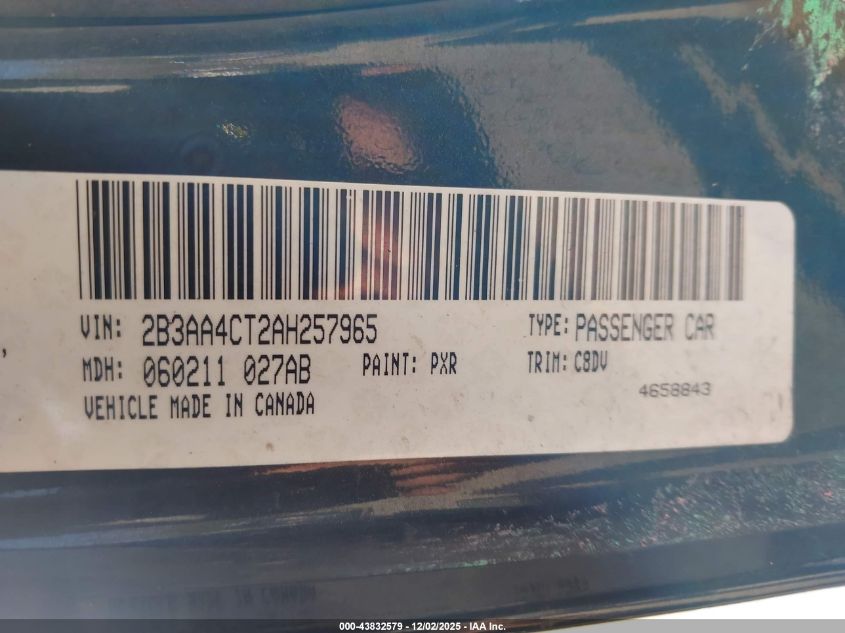 VIN: 2B3AA4CT2AH257965 TYPE: PASSENGER CAR
MDH: 060211 027AB PAINT: PXR TRIM: C8DV
VEHICLE MADE IN CANADA 4658843
000-43832579 - 12/02/2025 - IAA Inc.